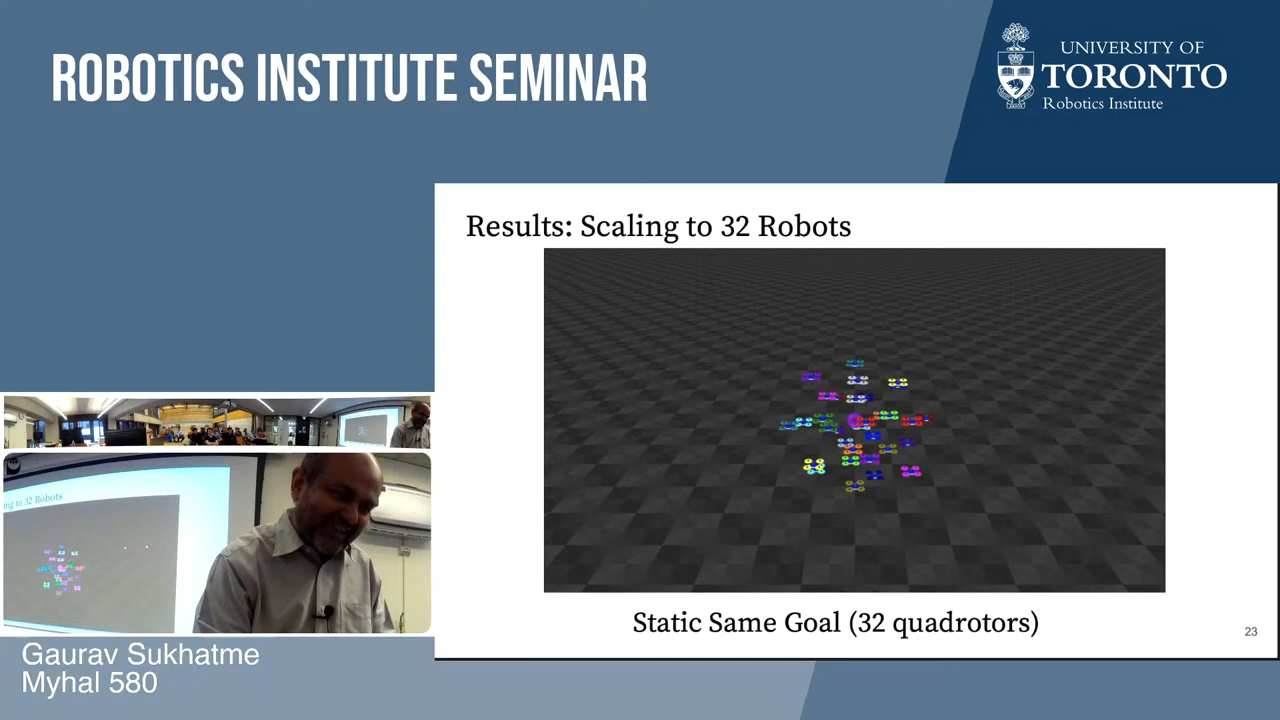 ROBOTICS INSTITUTE SEMINAR
UNIVERSITY OF
TORONTO
Robotics Institute
Results: Scaling to 32 Robots
Static Same Goal (32 quadrotors)
23
ing to 32 Robots
Gaurav Sukhatme
Myhal 580